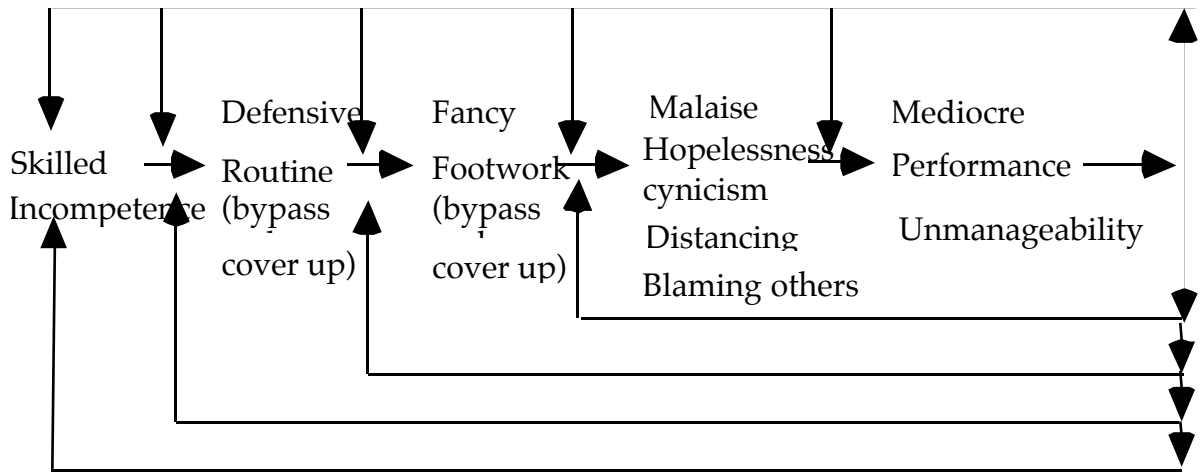 Skilled
Incompetence
Defensive
Routine
(bypass
cover up)
Fancy
Footwork
(bypass
cover up)
Malaise
Hopelessness
cynicism
Distancing
Blaming others
Mediocre
Performance
Unmanageability